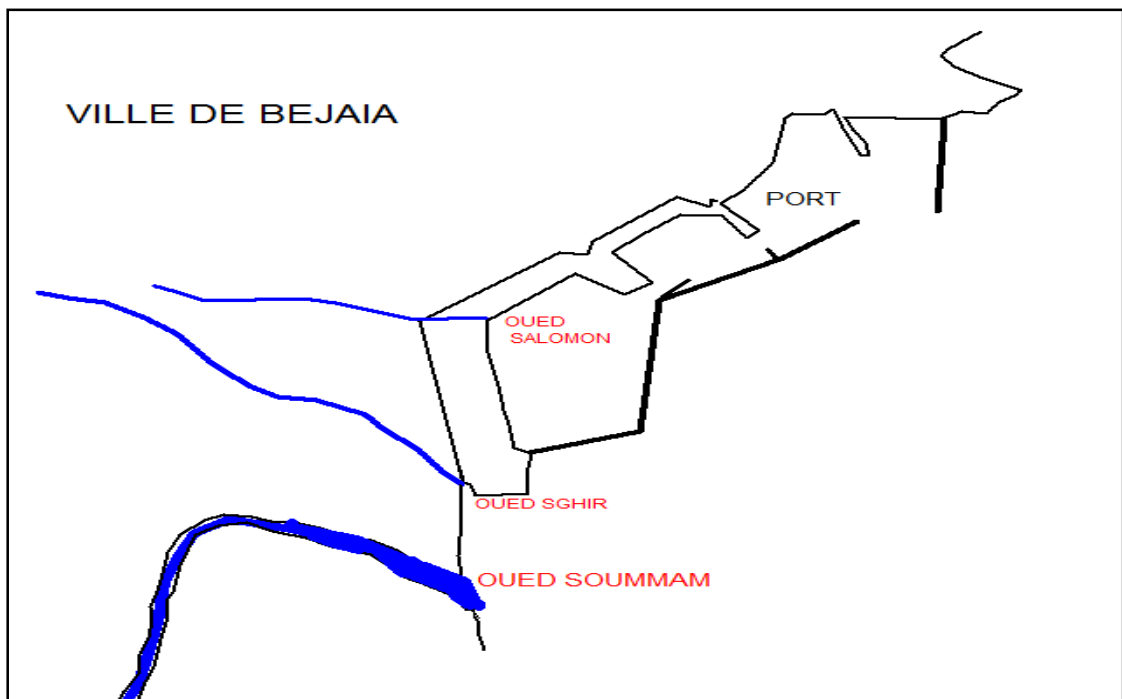 VILLE DE BEJAIA
PORT
OUED
SALOMON
OUED SGHIR
OUED SOUMMAM